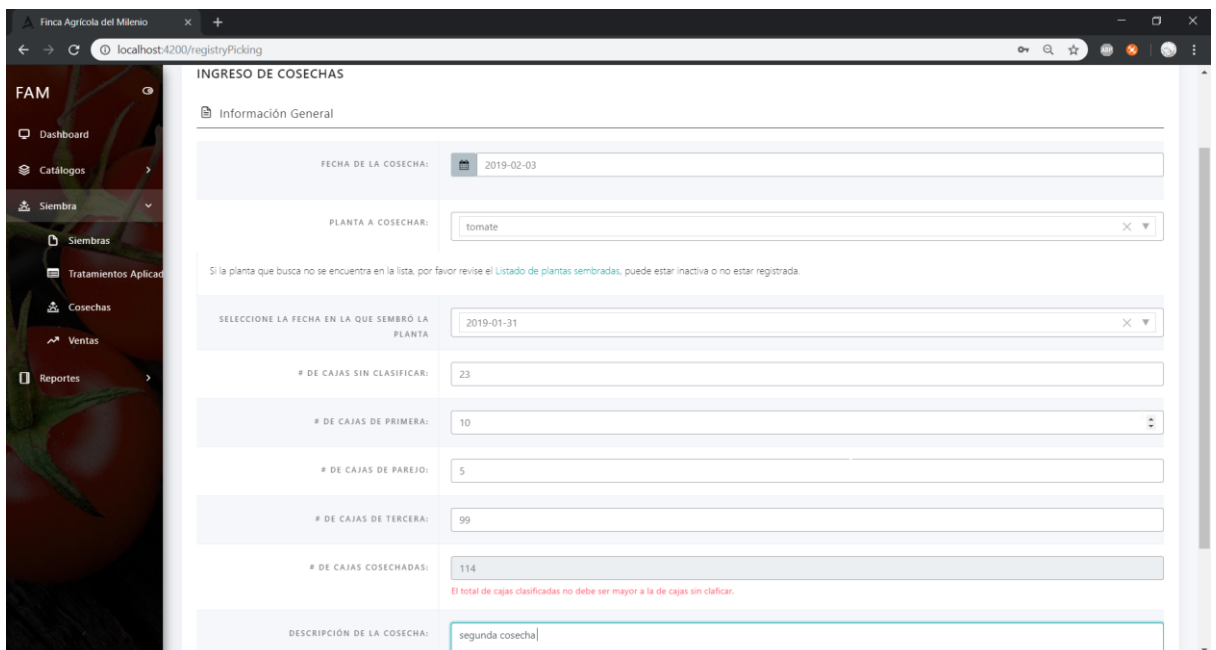 Finca Agrícola del Milenio
localhost:4200/registryPicking
FAM
Dashboard
Catálogos
Siembra
Siembras
Tratamientos Aplicad
Cosechas
Ventas
Reportes
INGRESO DE COSECHAS
Información General
FECHA DE LA COSECHA:
2019-02-03
PLANTA A COSECHAR:
tomate
Si la planta que busca no se encuentra en la lista, por favor revise el Listado de plantas sembradas, puede estar inactiva o no estar registrada.
SELECCIONE LA FECHA EN LA QUE SEMBRÓ LA
PLANTA
2019-01-31
# DE CAJAS SIN CLASIFICAR:
23
# DE CAJAS DE PRIMERA:
10
# DE CAJAS DE PAREJO:
5
# DE CAJAS DE TERCERA:
99
# DE CAJAS COSECHADAS:
114
El total de cajas clasificadas no debe ser mayor a la de cajas sin claficar.
DESCRIPCIÓN DE LA COSECHA:
segunda cosecha